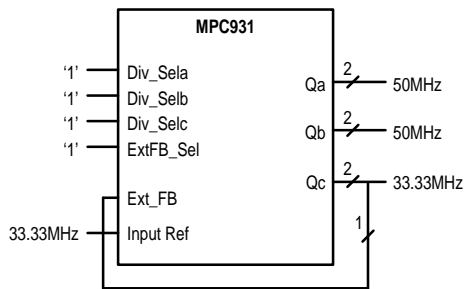 MPC931
‘1’ Div_Sela
‘1’ Div_Selb
‘1’ Div_Selc
‘1’ ExtFB_Sel
Ext_FB
33.33MHz Input Ref
Qa 2 50MHz
Qb 2 50MHz
Qc 2 33.33MHz
1